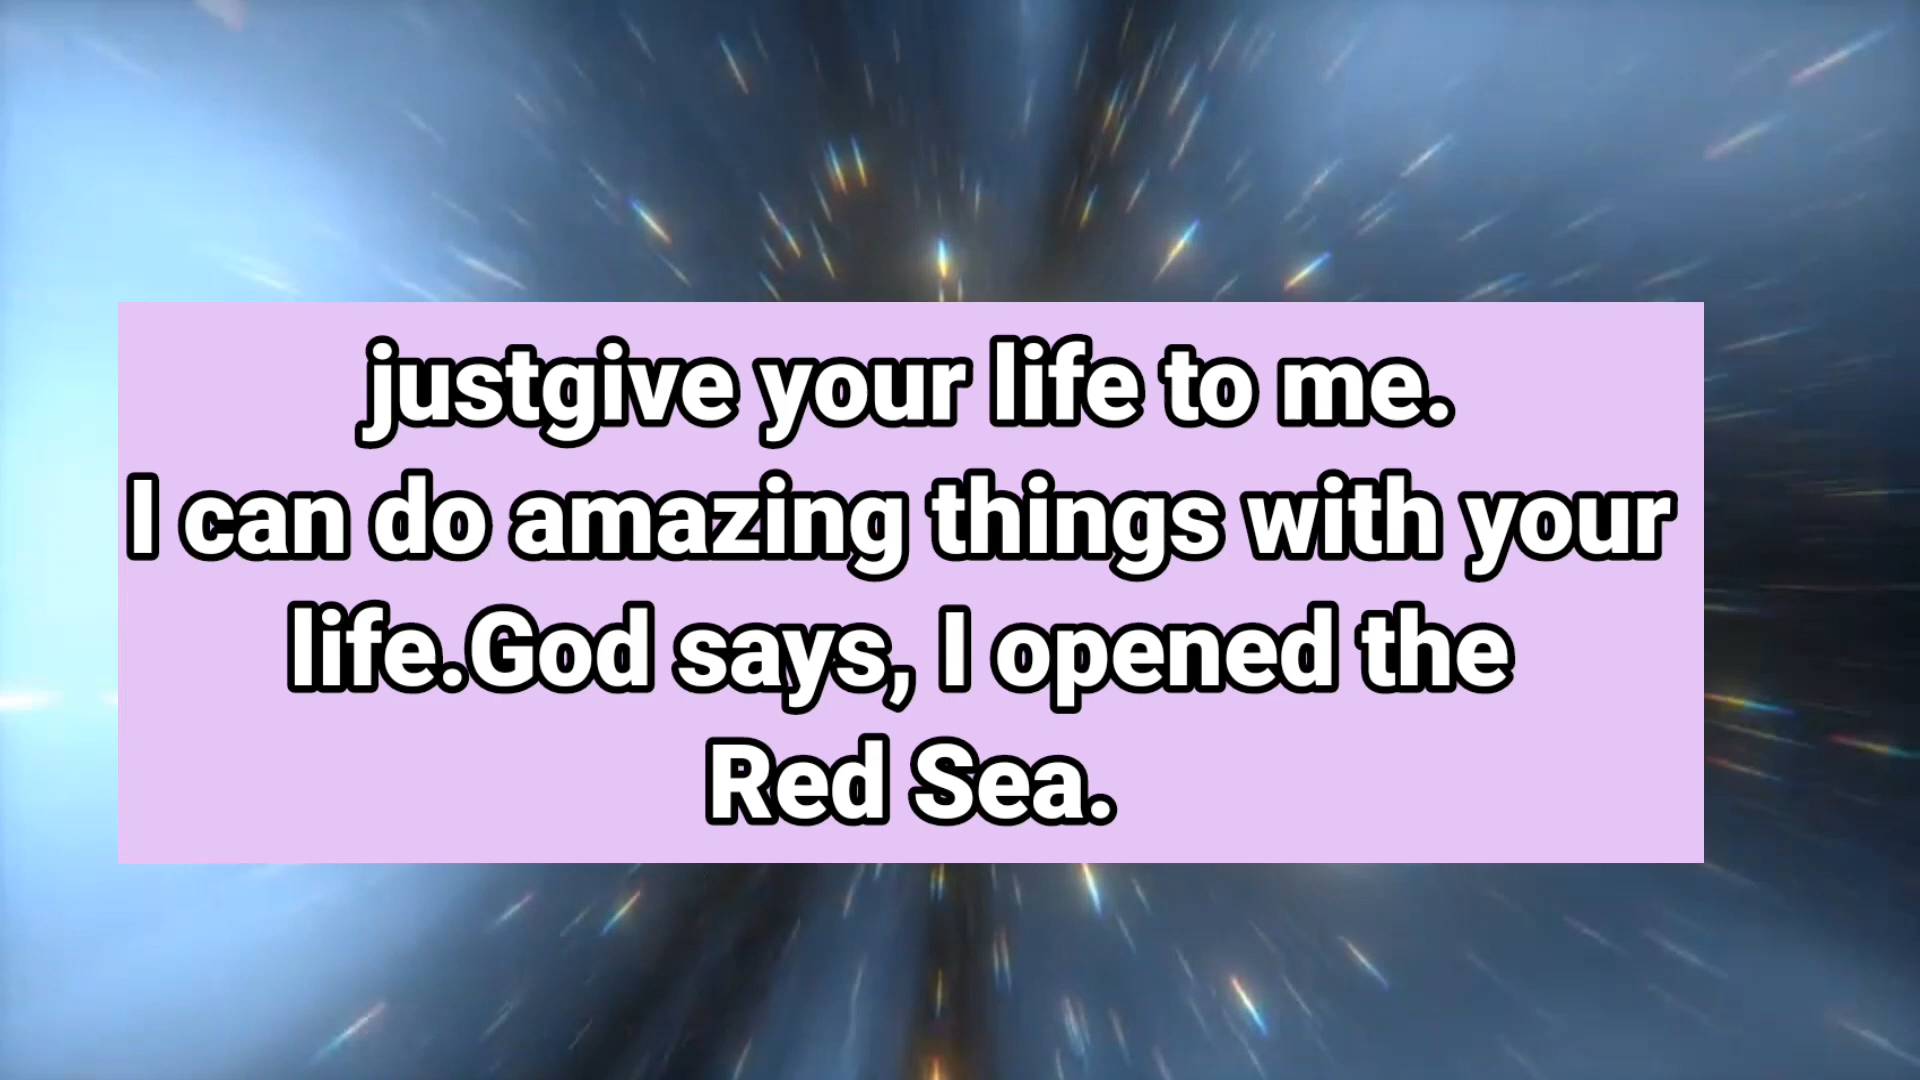 justgive your life to me.
I can do amazing things with your
life.God says, I opened the
Red Sea.